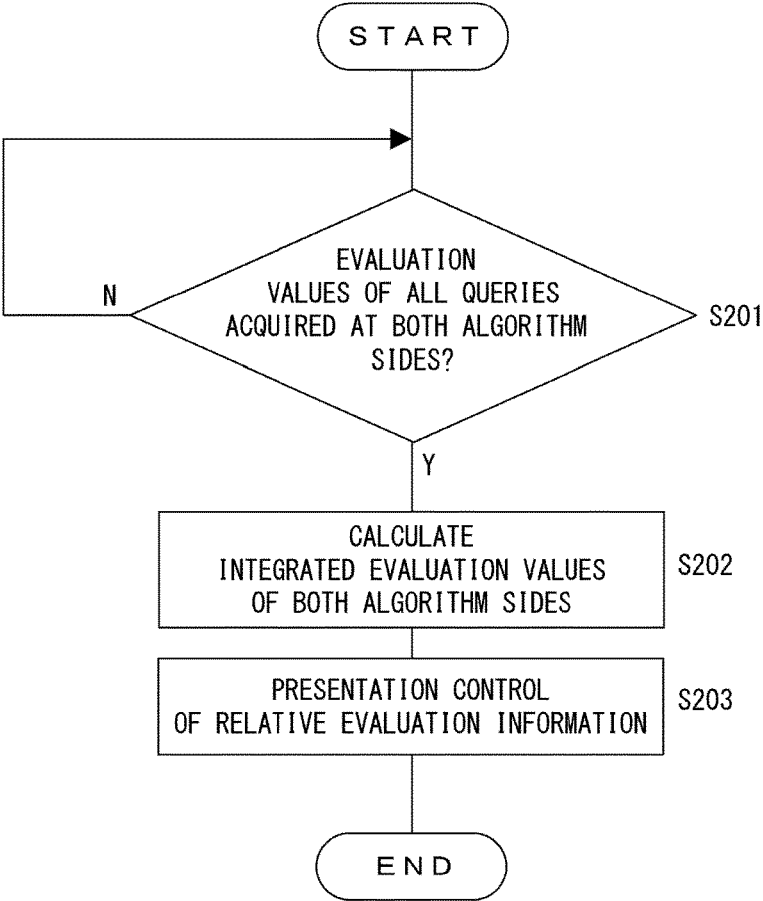 START
EVALUATION
VALUES OF ALL QUERIES
ACQUIRED AT BOTH ALGORITHM
SIDES?
N
S201
Y
CALCULATE
INTEGRATED EVALUATION VALUES
OF BOTH ALGORITHM SIDES
S202
PRESENTATION CONTROL
OF RELATIVE EVALUATION INFORMATION
S203
END